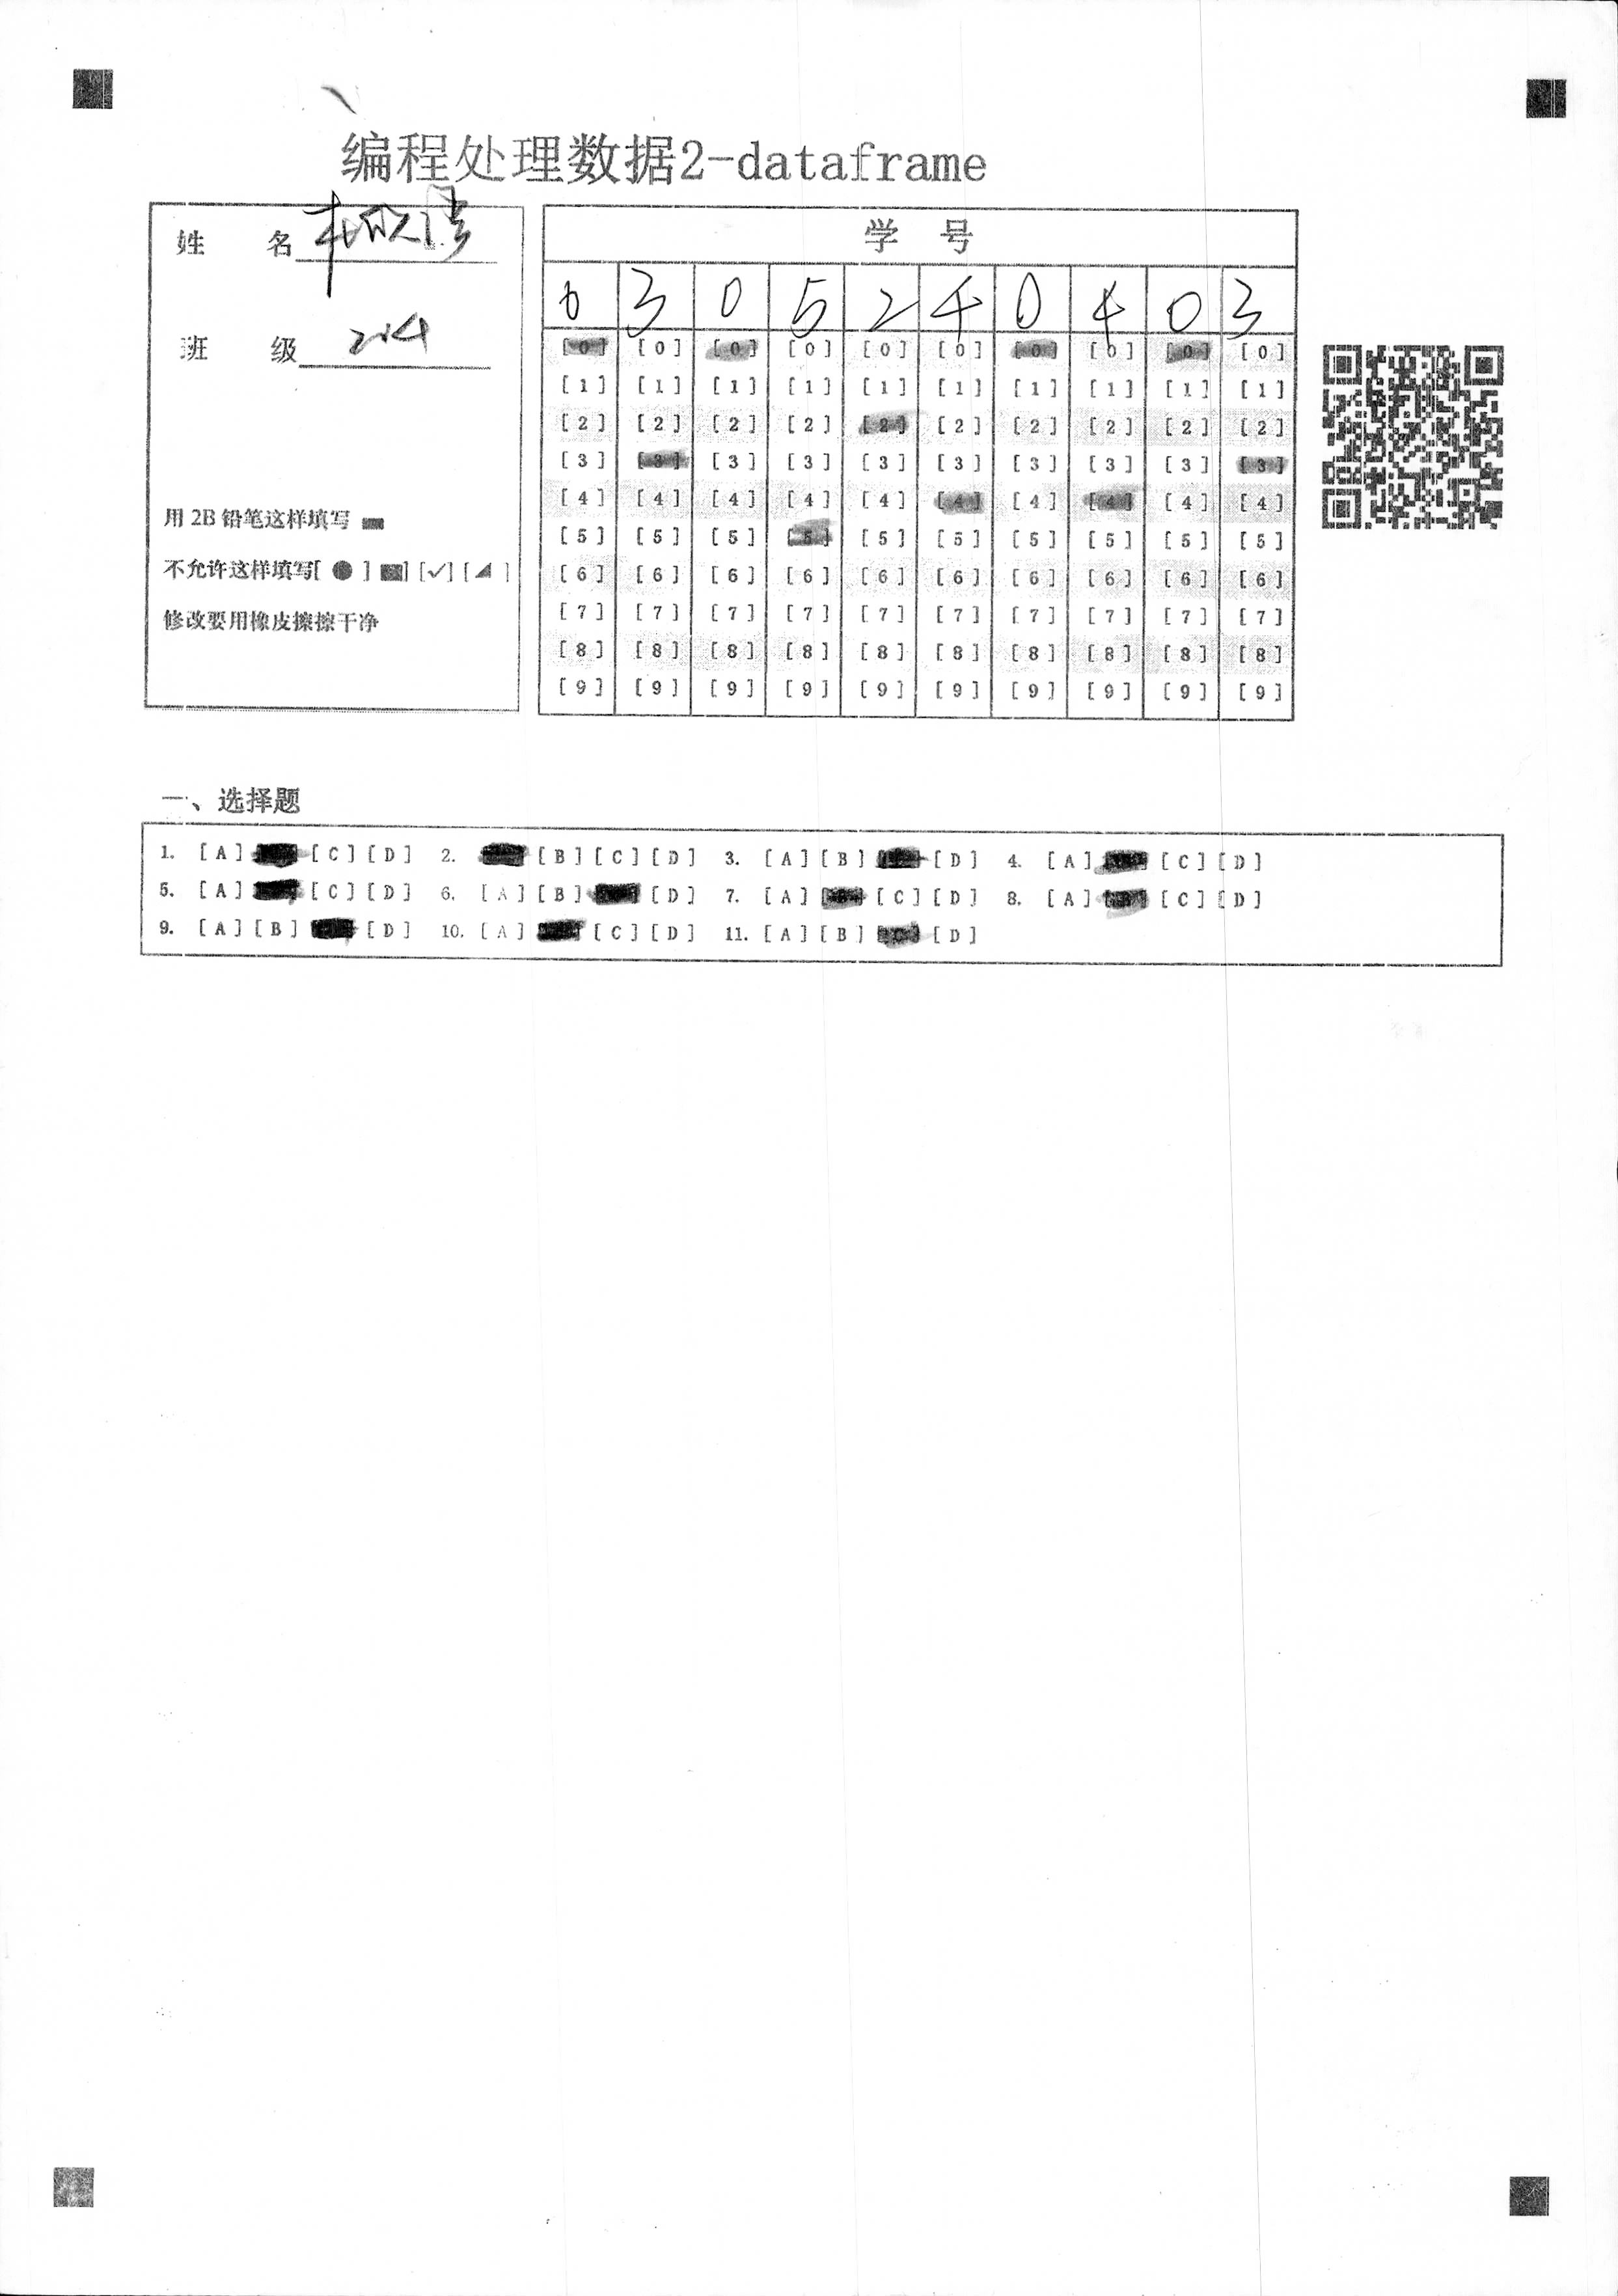 编程处理数据2-dataframe
姓 名
班 级 204
用 2B 铅笔这样填写
不允许这样填写[ ● ] [✓] [ ]
修改要用橡皮擦擦干净
学 号
0 3 0 5 2 4 0 4 0 3
[0] [0] [0] [0] [0] [0] [0] [0] [0] [0]
[1] [1] [1] [1] [1] [1] [1] [1] [1] [1]
[2] [2] [2] [2] [2] [2] [2] [2] [2] [2]
[3] [3] [3] [3] [3] [3] [3] [3] [3] [3]
[4] [4] [4] [4] [4] [4] [4] [4] [4] [4]
[5] [5] [5] [5] [5] [5] [5] [5] [5] [5]
[6] [6] [6] [6] [6] [6] [6] [6] [6] [6]
[7] [7] [7] [7] [7] [7] [7] [7] [7] [7]
[8] [8] [8] [8] [8] [8] [8] [8] [8] [8]
[9] [9] [9] [9] [9] [9] [9] [9] [9] [9]
一、选择题
1. [A] [C] [D] 2. [B] [C] [D] 3. [A] [B] [D] 4. [A] [C] [D]
5. [A] [C] [D] 6. [A] [B] [D] 7. [A] [C] [D] 8. [A] [B] [C] [D]
9. [A] [B] [D] 10. [A] [C] [D] 11. [A] [B] [C] [D]